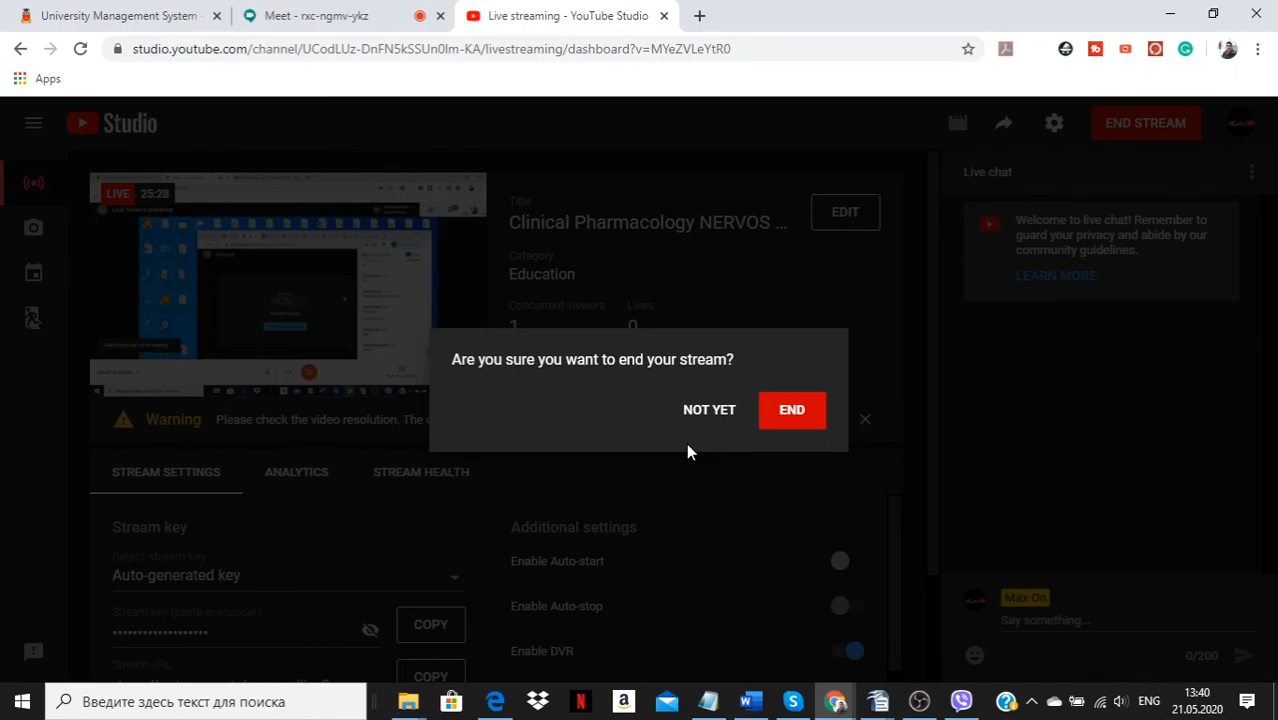 University Management System -
Meet - rxc-ngmv-ykz
Live streaming - YouTube Studio
studio.youtube.com/channel/UCodLUz-DnFN5kSSUn0lm-KA/livestreaming/dashboard?v=MYeZVLeYtR0
Apps
Studio
END STREAM
LIVE 25:28
Title
Clinical Pharmacology NERVOS ...
EDIT
Category
Education
Concurrent viewers
Likes
1
0
Live chat
Welcome to live chat! Remember to
guard your privacy and abide by our
community guidelines.
LEARN MORE
Are you sure you want to end your stream?
NOT YET
END
Warning Please check the video resolution. The
STREAM SETTINGS
ANALYTICS
STREAM HEALTH
Stream key
Select stream key
Auto-generated key
Stream key (paste in encoder)
••••••••••••••••••••
COPY
Stream URL
COPY
Additional settings
Enable Auto-start
Enable Auto-stop
Enable DVR
Max On
Say something...
0/200
Введите здесь текст для поиска
ENG
13:40
21.05.2020